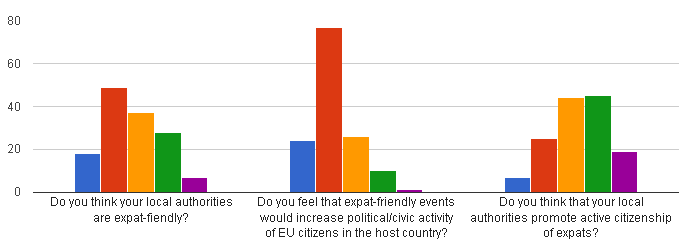 80
60
40
20
0
Do you think your local authorities
are expat-fiendly?
Do you feel that expat-friendly events
would increase political/civic activity
of EU citizens in the host country?
Do you think that your local
authorities promote active citizenship
of expats?